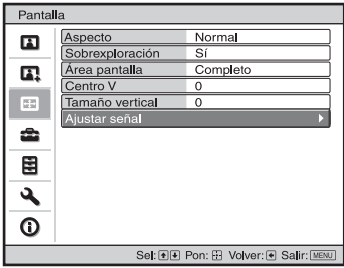 Pantalla
Aspecto Normal
Sobrexploración Sí
Área pantalla Completo
Centro V 0
Tamaño vertical 0
Ajustar señal
Sel: Pon: Volver: Salir: MENU